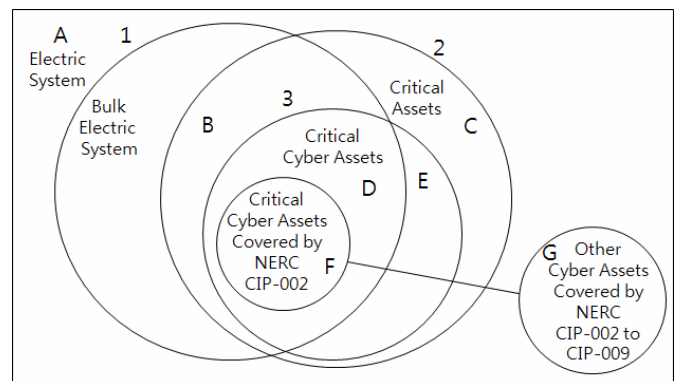 A
1
2
Electric
System
Critical
Assets
Bulk
Electric
System
3
B
C
Critical
Cyber Assets
E
D
Critical
Cyber Assets
Covered by
NERC
CIP-002
F
G
Other
Cyber Assets
Covered by
NERC
CIP-002 to
CIP-009